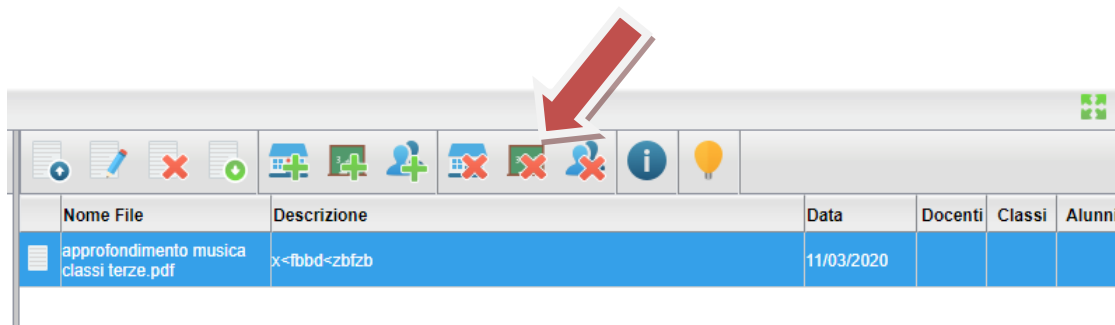 Nome File Descrizione Data Docenti Classi Alunni
approfondimento musica
classi terze.pdf
x<fbbd<zbfzb 11/03/2020